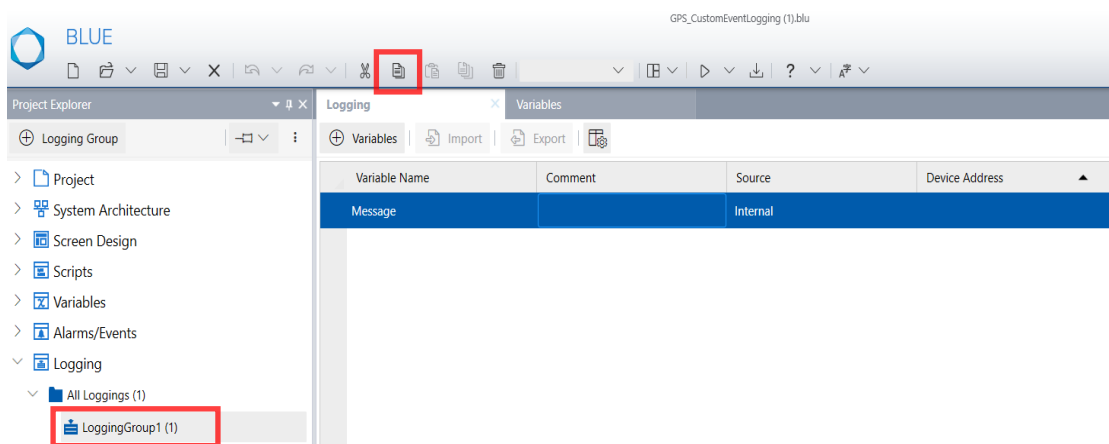 GPS_CustomEventLogging (1).blu
BLUE
Project Explorer
Logging
Variables
Logging Group
Variables
Import
Export
Variable Name Comment Source Device Address
Message Internal
Project
System Architecture
Screen Design
Scripts
Variables
Alarms/Events
Logging
All Loggings (1)
LoggingGroup1 (1)